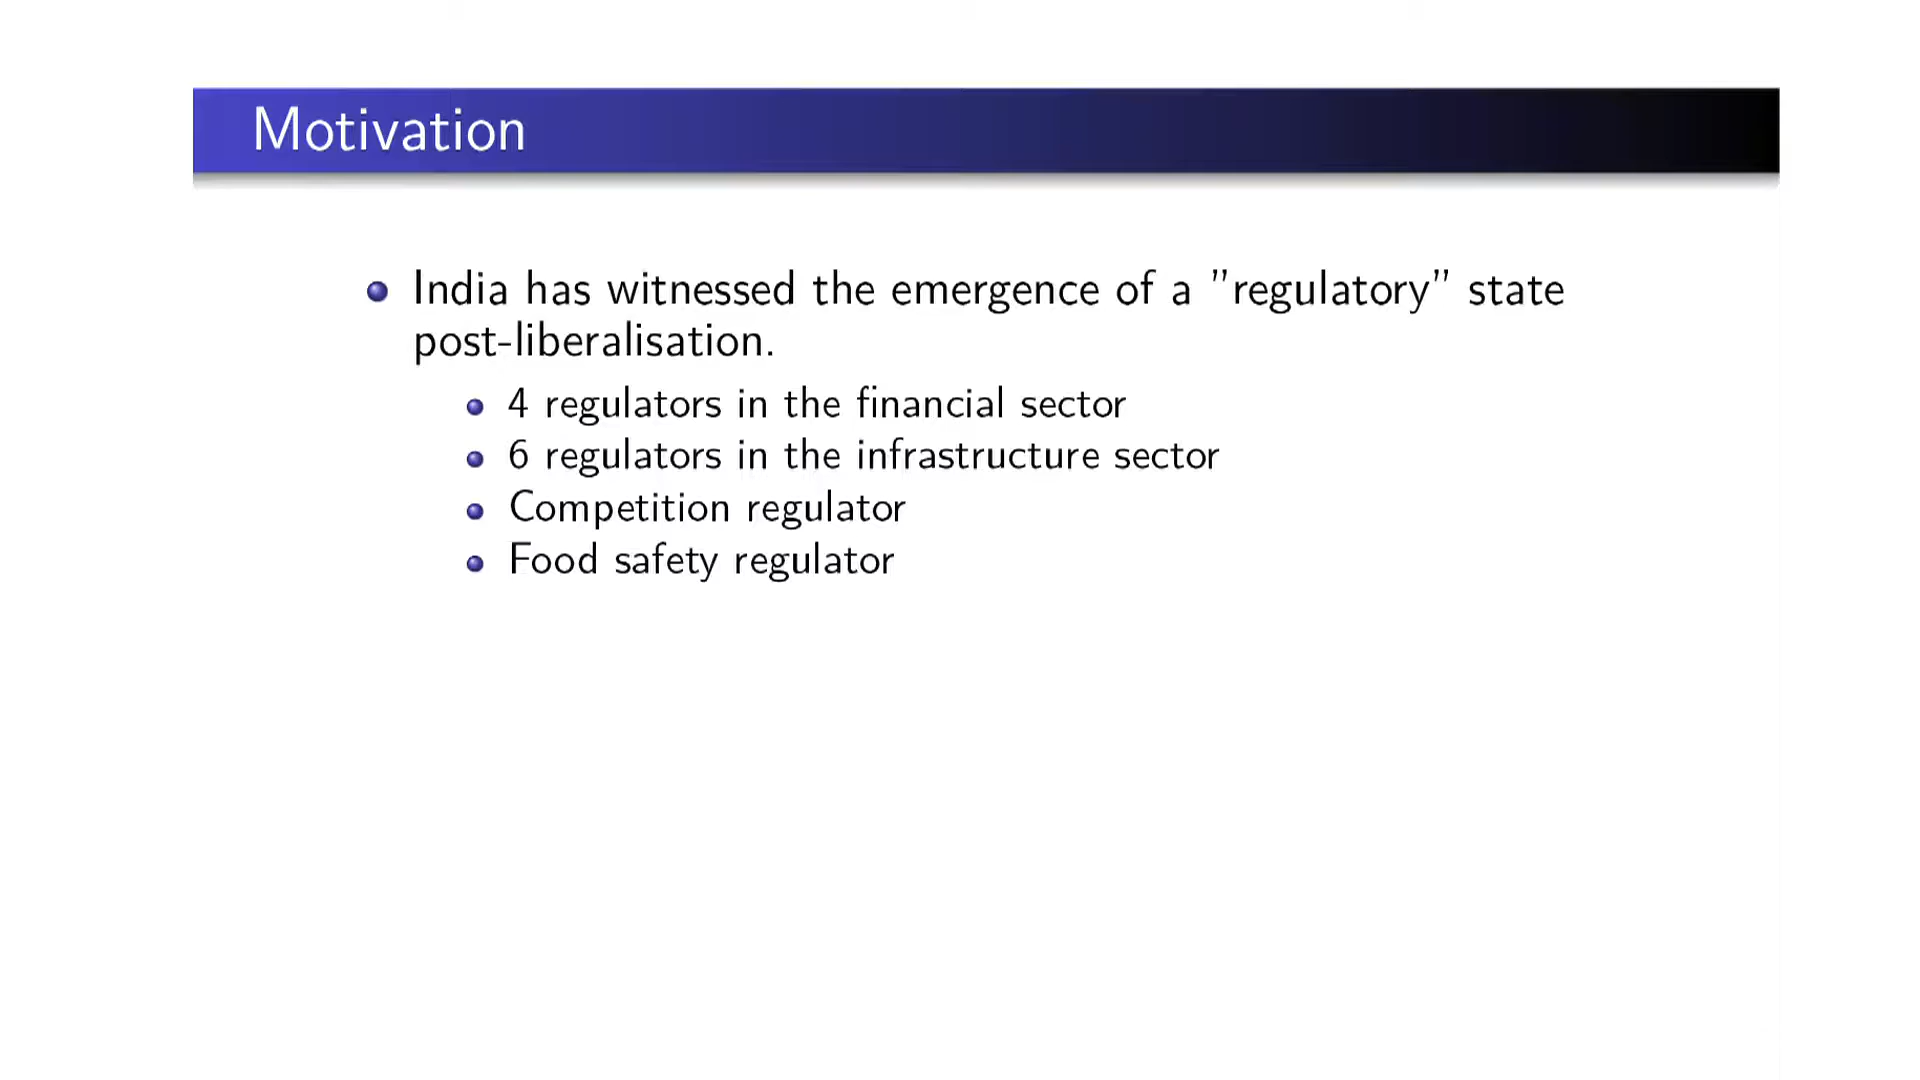 Motivation
India has witnessed the emergence of a ”regulatory” state
post-liberalisation.
4 regulators in the financial sector
6 regulators in the infrastructure sector
Competition regulator
Food safety regulator